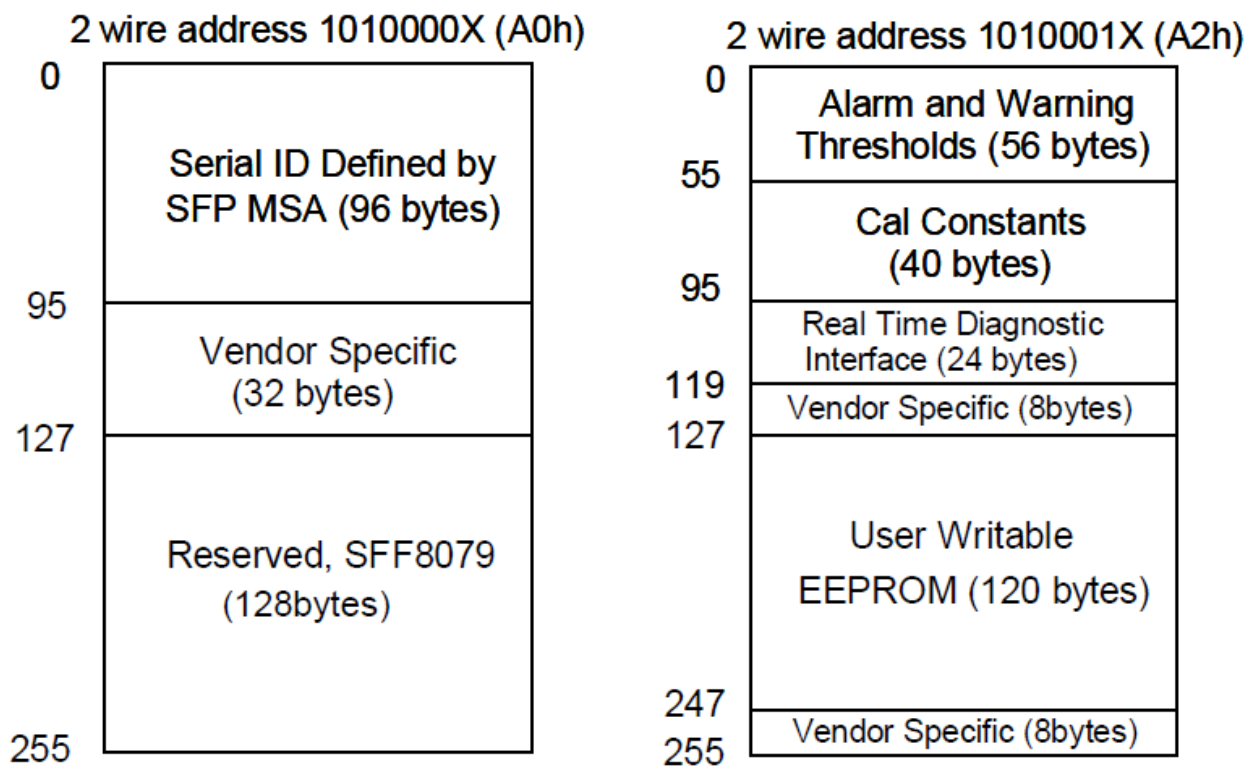 2 wire address 1010000X (A0h)
0
Serial ID Defined by
SFP MSA (96 bytes)
95
Vendor Specific
(32 bytes)
127
Reserved, SFF8079
(128bytes)
255
2 wire address 1010001X (A2h)
0
Alarm and Warning
Thresholds (56 bytes)
55
Cal Constants
(40 bytes)
95
Real Time Diagnostic
Interface (24 bytes)
119
Vendor Specific (8bytes)
127
User Writable
EEPROM (120 bytes)
247
Vendor Specific (8bytes)
255